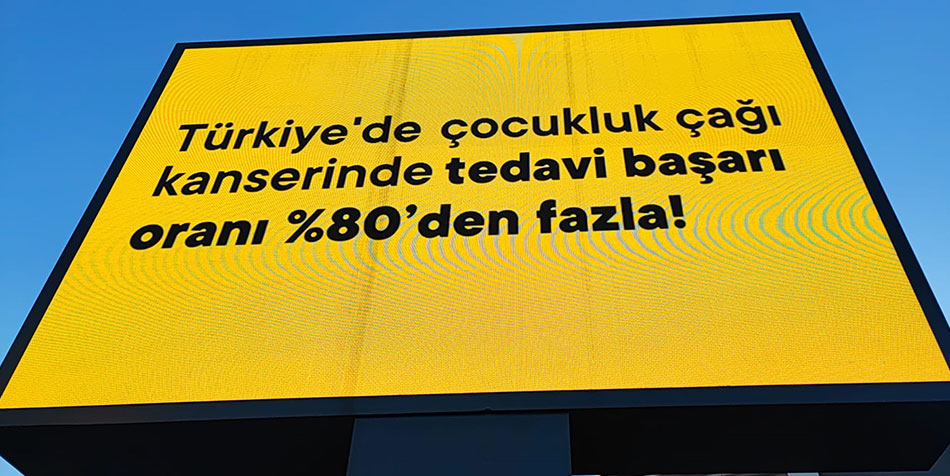 Türkiye'de çocukluk çağı
kanserinde tedavi başarı
oranı %80’den fazla!